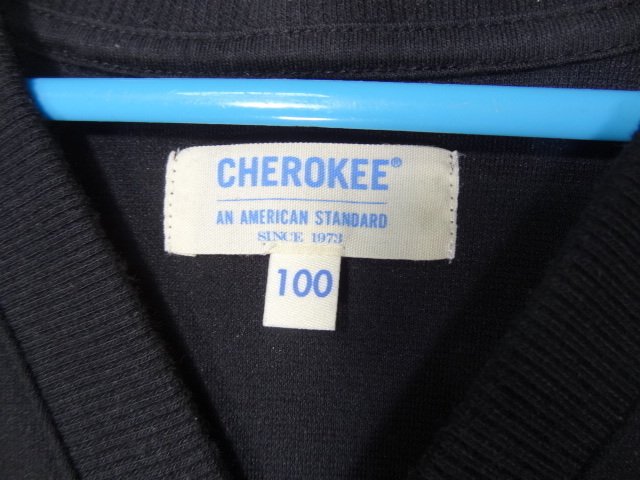 CHEROKEE®
AN AMERICAN STANDARD
SINCE 1973
100